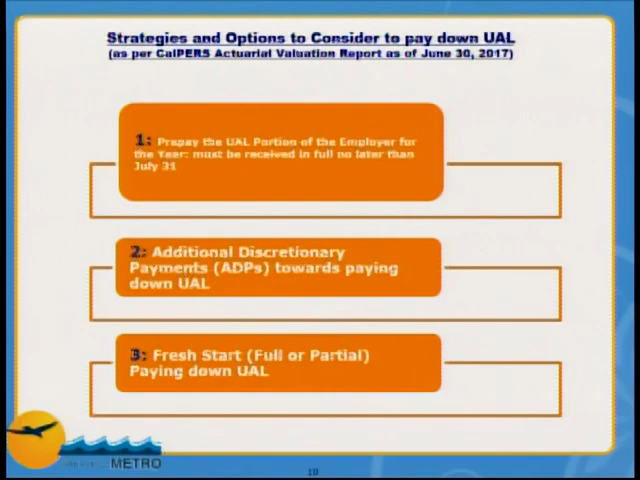 Strategies and Options to Consider to pay down UAL
(as per CalPERS Actuarial Valuation Report as of June 30, 2017)
1: Prepay the UAL Portion of the Employer for
the Year: must be received in full no later than
July 31
2: Additional Discretionary
Payments (ADPs) towards paying
down UAL
3: Fresh Start (Full or Partial)
Paying down UAL
METRO
10